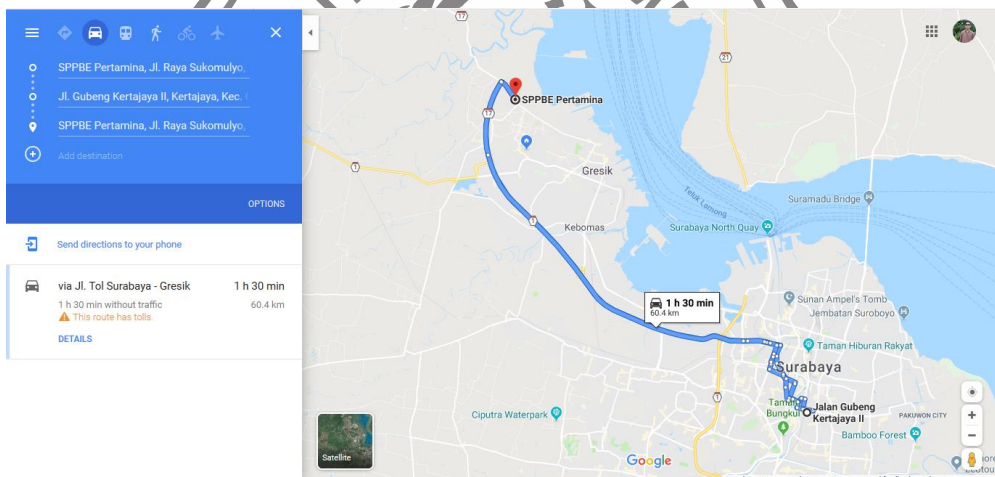 SPPBE Pertamina, Jl. Raya Sukomulyo,
Jl. Gubeng Kertajaya II, Kertajaya, Kec.
SPPBE Pertamina, Jl. Raya Sukomulyo,
Add destination
OPTIONS
Send directions to your phone
via Jl. Tol Surabaya - Gresik 1 h 30 min
1 h 30 min without traffic 60.4 km
This route has tolls.
DETAILS
17
21
SPPBE Pertamina
17
1
Gresik
Teluk Lamong
Suramadu Bridge
1
Kebomas
Surabaya North Quay
1 h 30 min
60.4 km
Sunan Ampel's Tomb
Jembatan Suroboyo
Taman Hiburan Rakyat
Surabaya
1
Taman
Bungkul
Jalan Gubeng
Kertajaya II
Ciputra Waterpark
PAKUWON CITY
Bamboo Forest
Satellite
Google